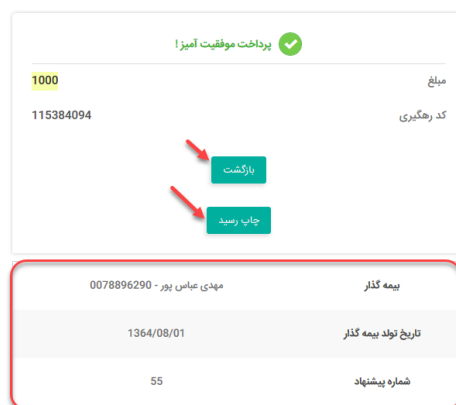 پرداخت موفقیت آمیز !
مبلغ 1000
کد رهگیری 115384094
بازگشت
چاپ رسید
بیمه گذار مهدی عباس پور - 0078896290
تاریخ تولد بیمه گذار 1364/08/01
شماره پیشنهاد 55